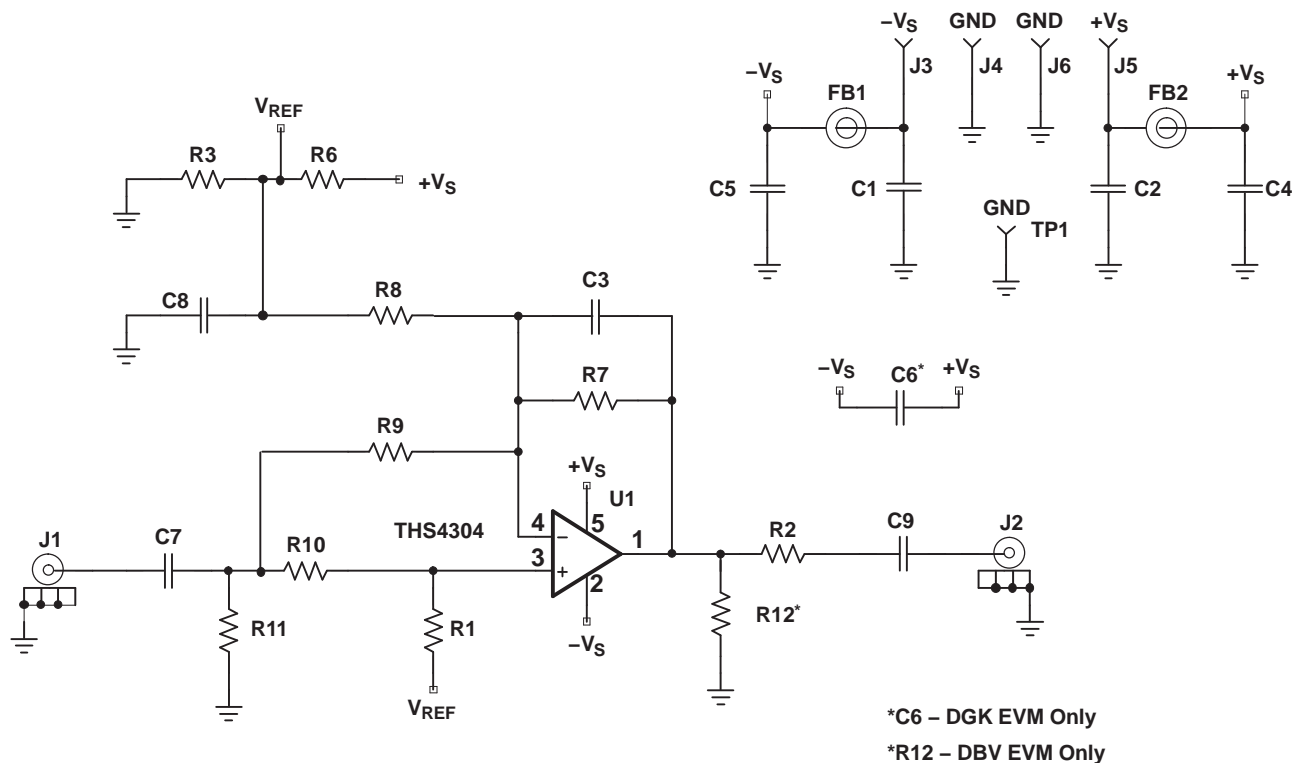 −VS GND GND +VS
J3 J4 J6 J5
−VS FB1 FB2 +VS
VREF
R3 R6
+VS
C5 C1 C2 C4
GND
TP1
C8 R8 C3
−VS C6* +VS
R7
R9
+VS
U1
J1 C7 R10 THS4304 4 − 5 1 R2 C9 J2
3 + 2
R11 R1 −VS R12*
VREF
*C6 – DGK EVM Only
*R12 – DBV EVM Only